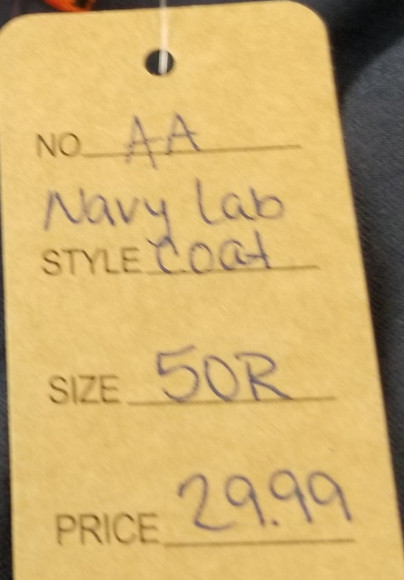 NO. AA
Navy Lab
STYLE Coat
SIZE 50R
PRICE 29.99